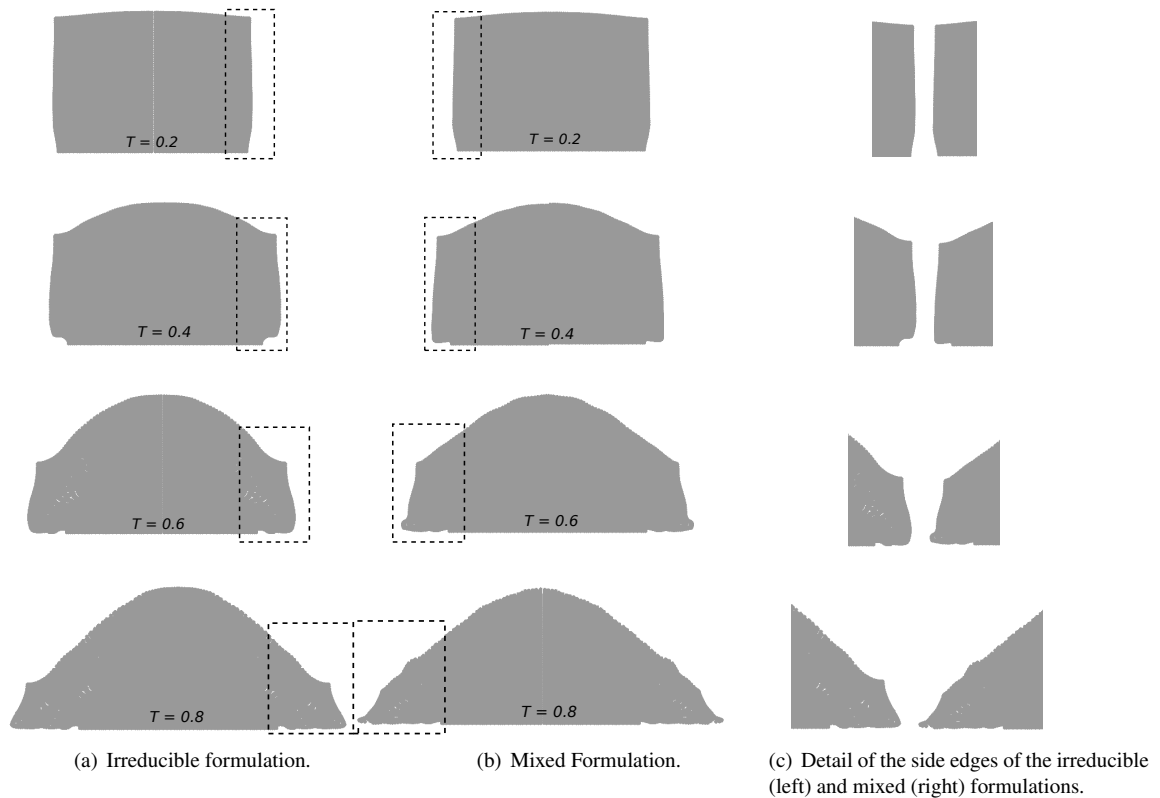 T = 0.2
T = 0.2
T = 0.4
T = 0.4
T = 0.6
T = 0.6
T = 0.8
T = 0.8
(a) Irreducible formulation.
(b) Mixed Formulation.
(c) Detail of the side edges of the irreducible
(left) and mixed (right) formulations.